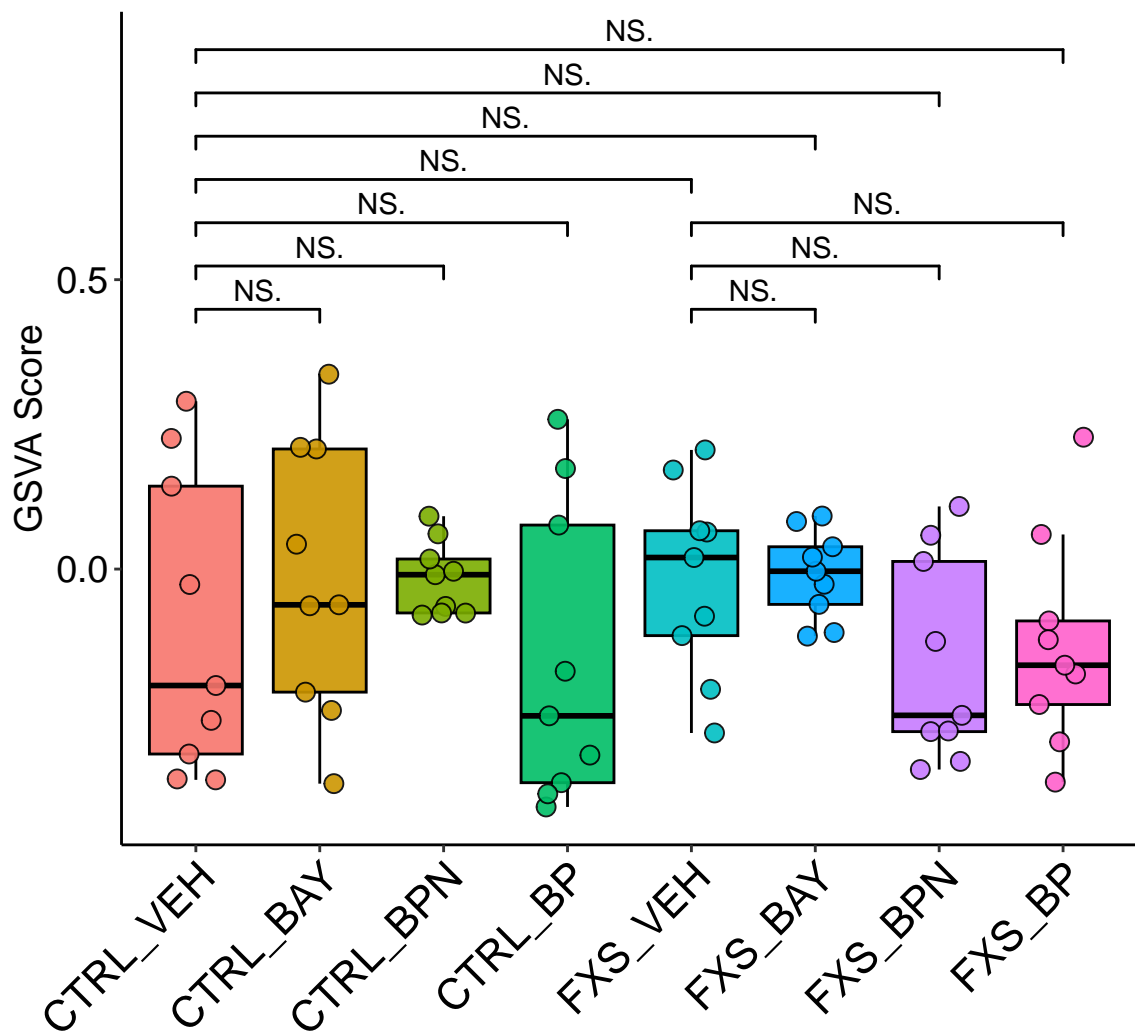 NS.
NS.
NS.
NS.
NS.
NS.
NS.
NS.
NS.
NS.
0.5
0.0
GSVA Score
CTRL_VEH
CTRL_BAY
CTRL_BPN
CTRL_BP
FXS_VEH
FXS_BAY
FXS_BPN
FXS_BP